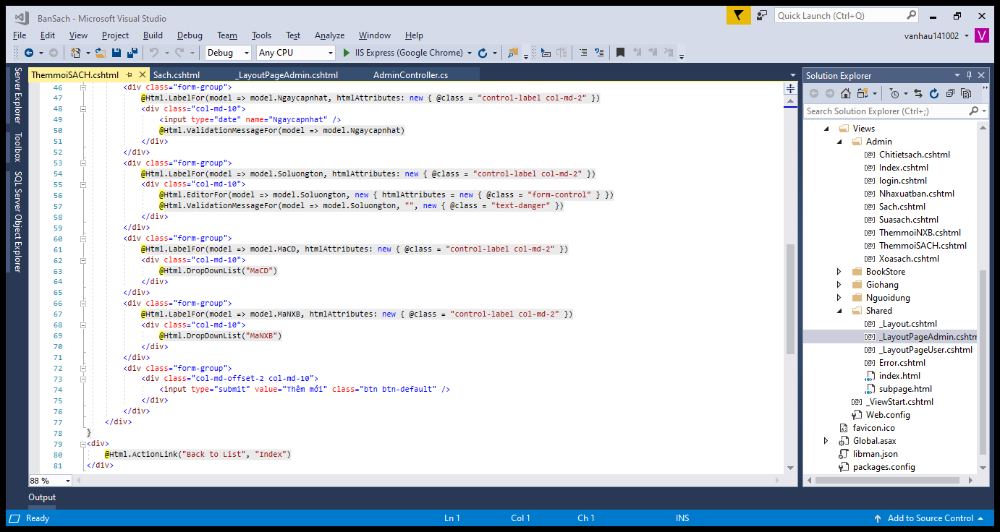 BanSach - Microsoft Visual Studio
Quick Launch (Ctrl+Q)
File Edit View Project Build Debug Team Tools Test Analyze Window Help
vanhau141002 V
Debug Any CPU IIS Express (Google Chrome)
Server Explorer
Toolbox
SQL Server Object Explorer
ThemmoiSACH.cshtml Sach.cshtml _LayoutPageAdmin.cshtml AdminController.cs
46 <div class="form-group">
47 @Html.LabelFor(model => model.Ngaycapnhat, htmlAttributes: new { @class = "control-label col-md-2" })
48 <div class="col-md-10">
49 <input type="date" name="Ngaycapnhat" />
50 @Html.ValidationMessageFor(model => model.Ngaycapnhat)
51 </div>
52 </div>
53 <div class="form-group">
54 @Html.LabelFor(model => model.Soluongton, htmlAttributes: new { @class = "control-label col-md-2" })
55 <div class="col-md-10">
56 @Html.EditorFor(model => model.Soluongton, new { htmlAttributes = new { @class = "form-control" } })
57 @Html.ValidationMessageFor(model => model.Soluongton, "", new { @class = "text-danger" })
58 </div>
59 </div>
60 <div class="form-group">
61 @Html.LabelFor(model => model.MaCD, htmlAttributes: new { @class = "control-label col-md-2" })
62 <div class="col-md-10">
63 @Html.DropDownList("MaCD")
64 </div>
65 </div>
66 <div class="form-group">
67 @Html.LabelFor(model => model.MaNXB, htmlAttributes: new { @class = "control-label col-md-2" })
68 <div class="col-md-10">
69 @Html.DropDownList("MaNXB")
70 </div>
71 </div>
72 <div class="form-group">
73 <div class="col-md-offset-2 col-md-10">
74 <input type="submit" value="Thêm mới" class="btn btn-default" />
75 </div>
76 </div>
77 </div>
78 }
79 <div>
80 @Html.ActionLink("Back to List", "Index")
81 </div>
88 %
Solution Explorer
Search Solution Explorer (Ctrl+;)
Views
Admin
Chitietsach.cshtml
Index.cshtml
login.cshtml
Nhaxuatban.cshtml
Sach.cshtml
Suasach.cshtml
ThemmoiNXB.cshtml
ThemmoiSACH.cshtml
Xoasach.cshtml
BookStore
Giohang
Nguoidung
Shared
_Layout.cshtml
_LayoutPageAdmin.cshtm
_LayoutPageUser.cshtml
Error.cshtml
index.html
subpage.html
_ViewStart.cshtml
Web.config
favicon.ico
Global.asax
libman.json
packages.config
Output
Ready Ln 1 Col 1 Ch 1 INS Add to Source Control